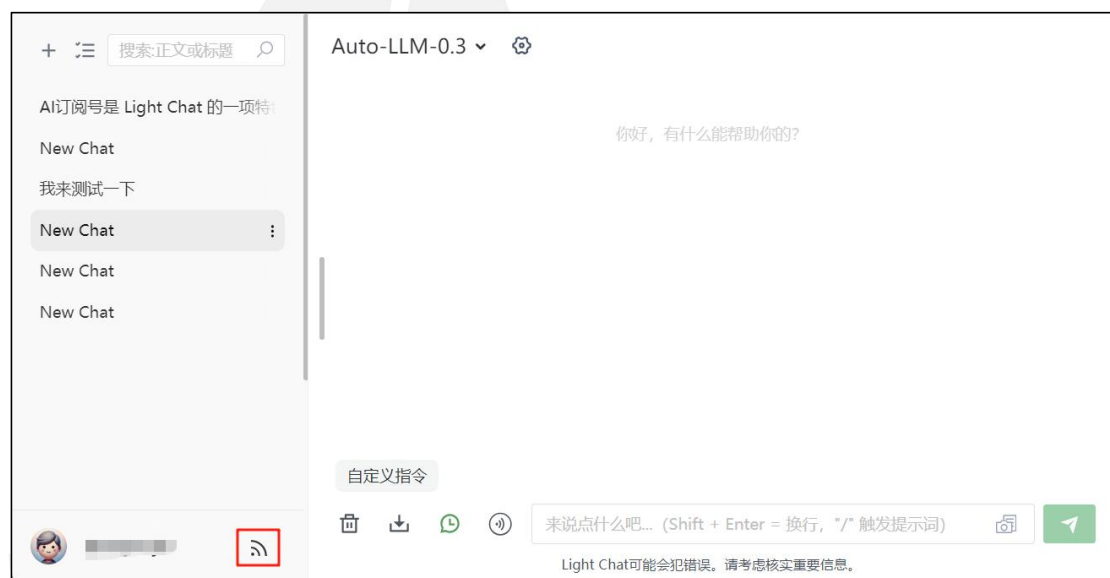 搜索:正文或标题
AI订阅号是 Light Chat 的一项特
New Chat
我来测试一下
New Chat
New Chat
New Chat
Auto-LLM-0.3
你好，有什么能帮助你的?
自定义指令
来说点什么吧... (Shift + Enter = 换行，"/" 触发提示词)
Light Chat可能会犯错误。请考虑核实重要信息。